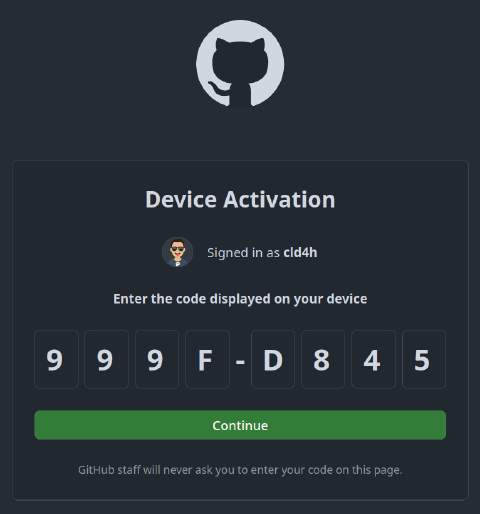 Device Activation
Signed in as cld4h
Enter the code displayed on your device
9 9 9 F - D 8 4 5
Continue
GitHub staff will never ask you to enter your code on this page.